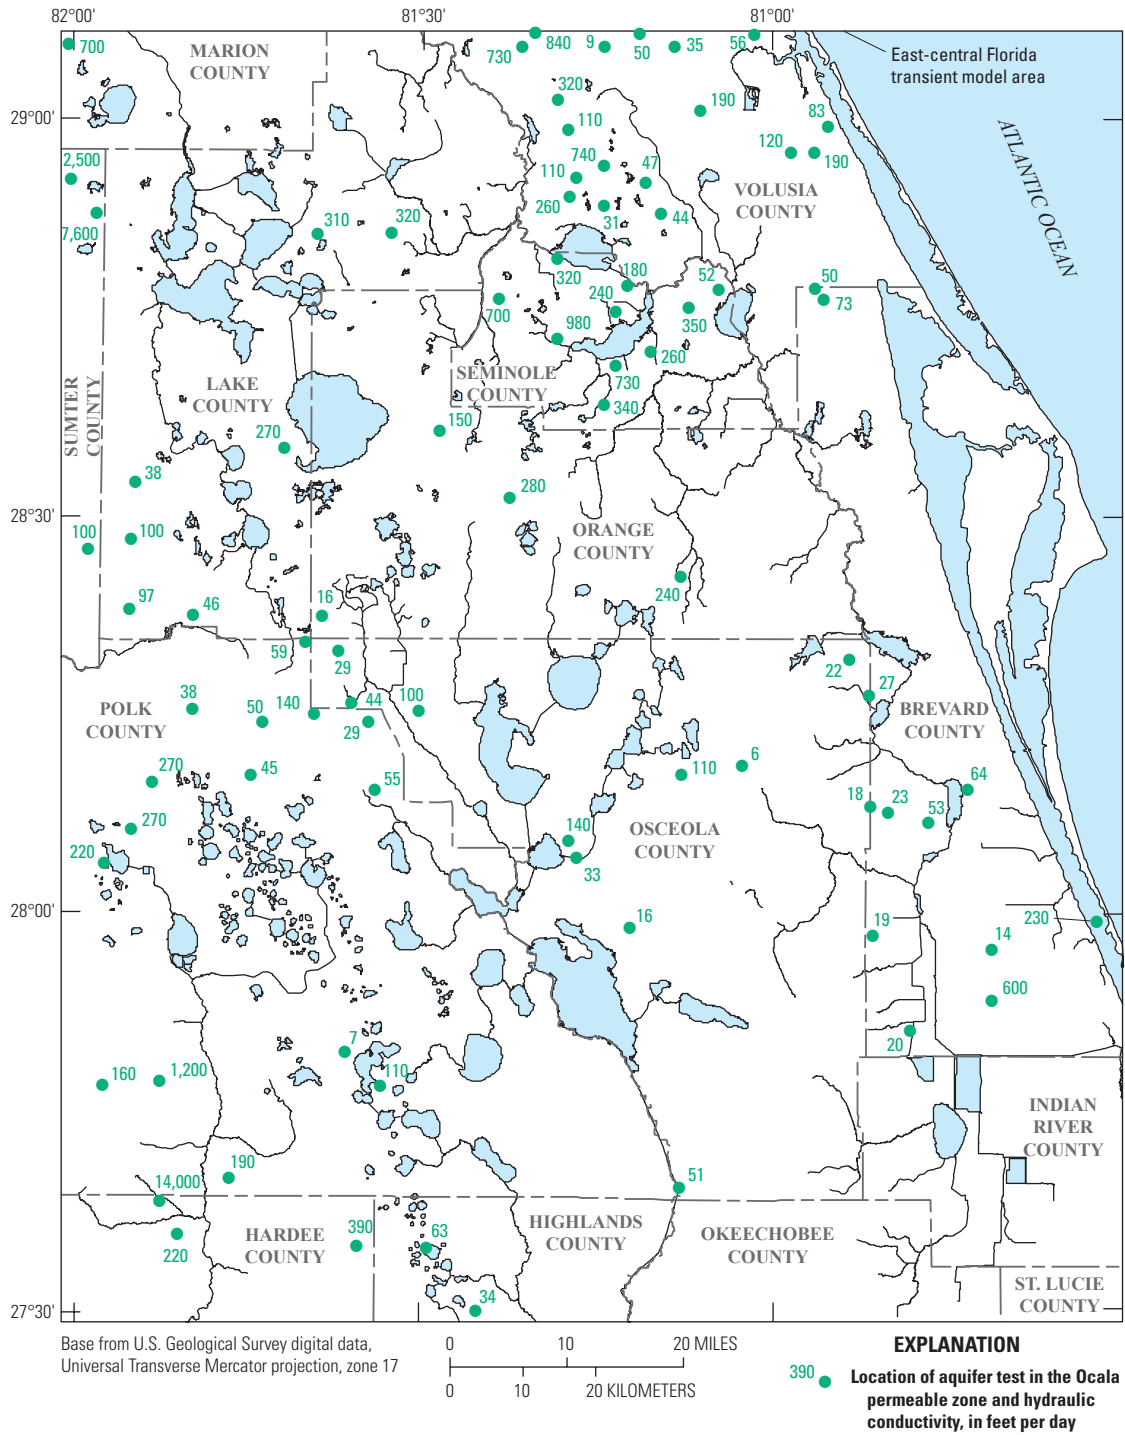 82°00'
81°30'
81°00'
700
MARION
COUNTY
730
840
9
50
35
56
East-central Florida
transient model area
320
190
83
29°00'
110
120
190
2,500
740
47
110
VOLUSIA
COUNTY
260
31
44
ATLANTIC OCEAN
7,600
310
320
320
180
52
50
240
73
700
350
980
260
SEMINOLE
COUNTY
730
LAKE
COUNTY
340
SUMTER
COUNTY
150
270
38
280
28°30'
100
100
ORANGE
COUNTY
240
97
46
16
59
29
22
27
38
50
140
44
100
29
POLK
COUNTY
BREVARD
COUNTY
270
45
55
110
6
64
18
23
53
270
140
OSCEOLA
COUNTY
220
33
28°00'
16
19
230
14
600
20
7
160
1,200
110
INDIAN
RIVER
COUNTY
190
14,000
51
220
HARDEE
COUNTY
390
63
HIGHLANDS
COUNTY
OKEECHOBEE
COUNTY
34
ST. LUCIE
COUNTY
27°30'
Base from U.S. Geological Survey digital data,
Universal Transverse Mercator projection, zone 17
0 10 20 MILES
0 10 20 KILOMETERS
EXPLANATION
390
Location of aquifer test in the Ocala
permeable zone and hydraulic
conductivity, in feet per day